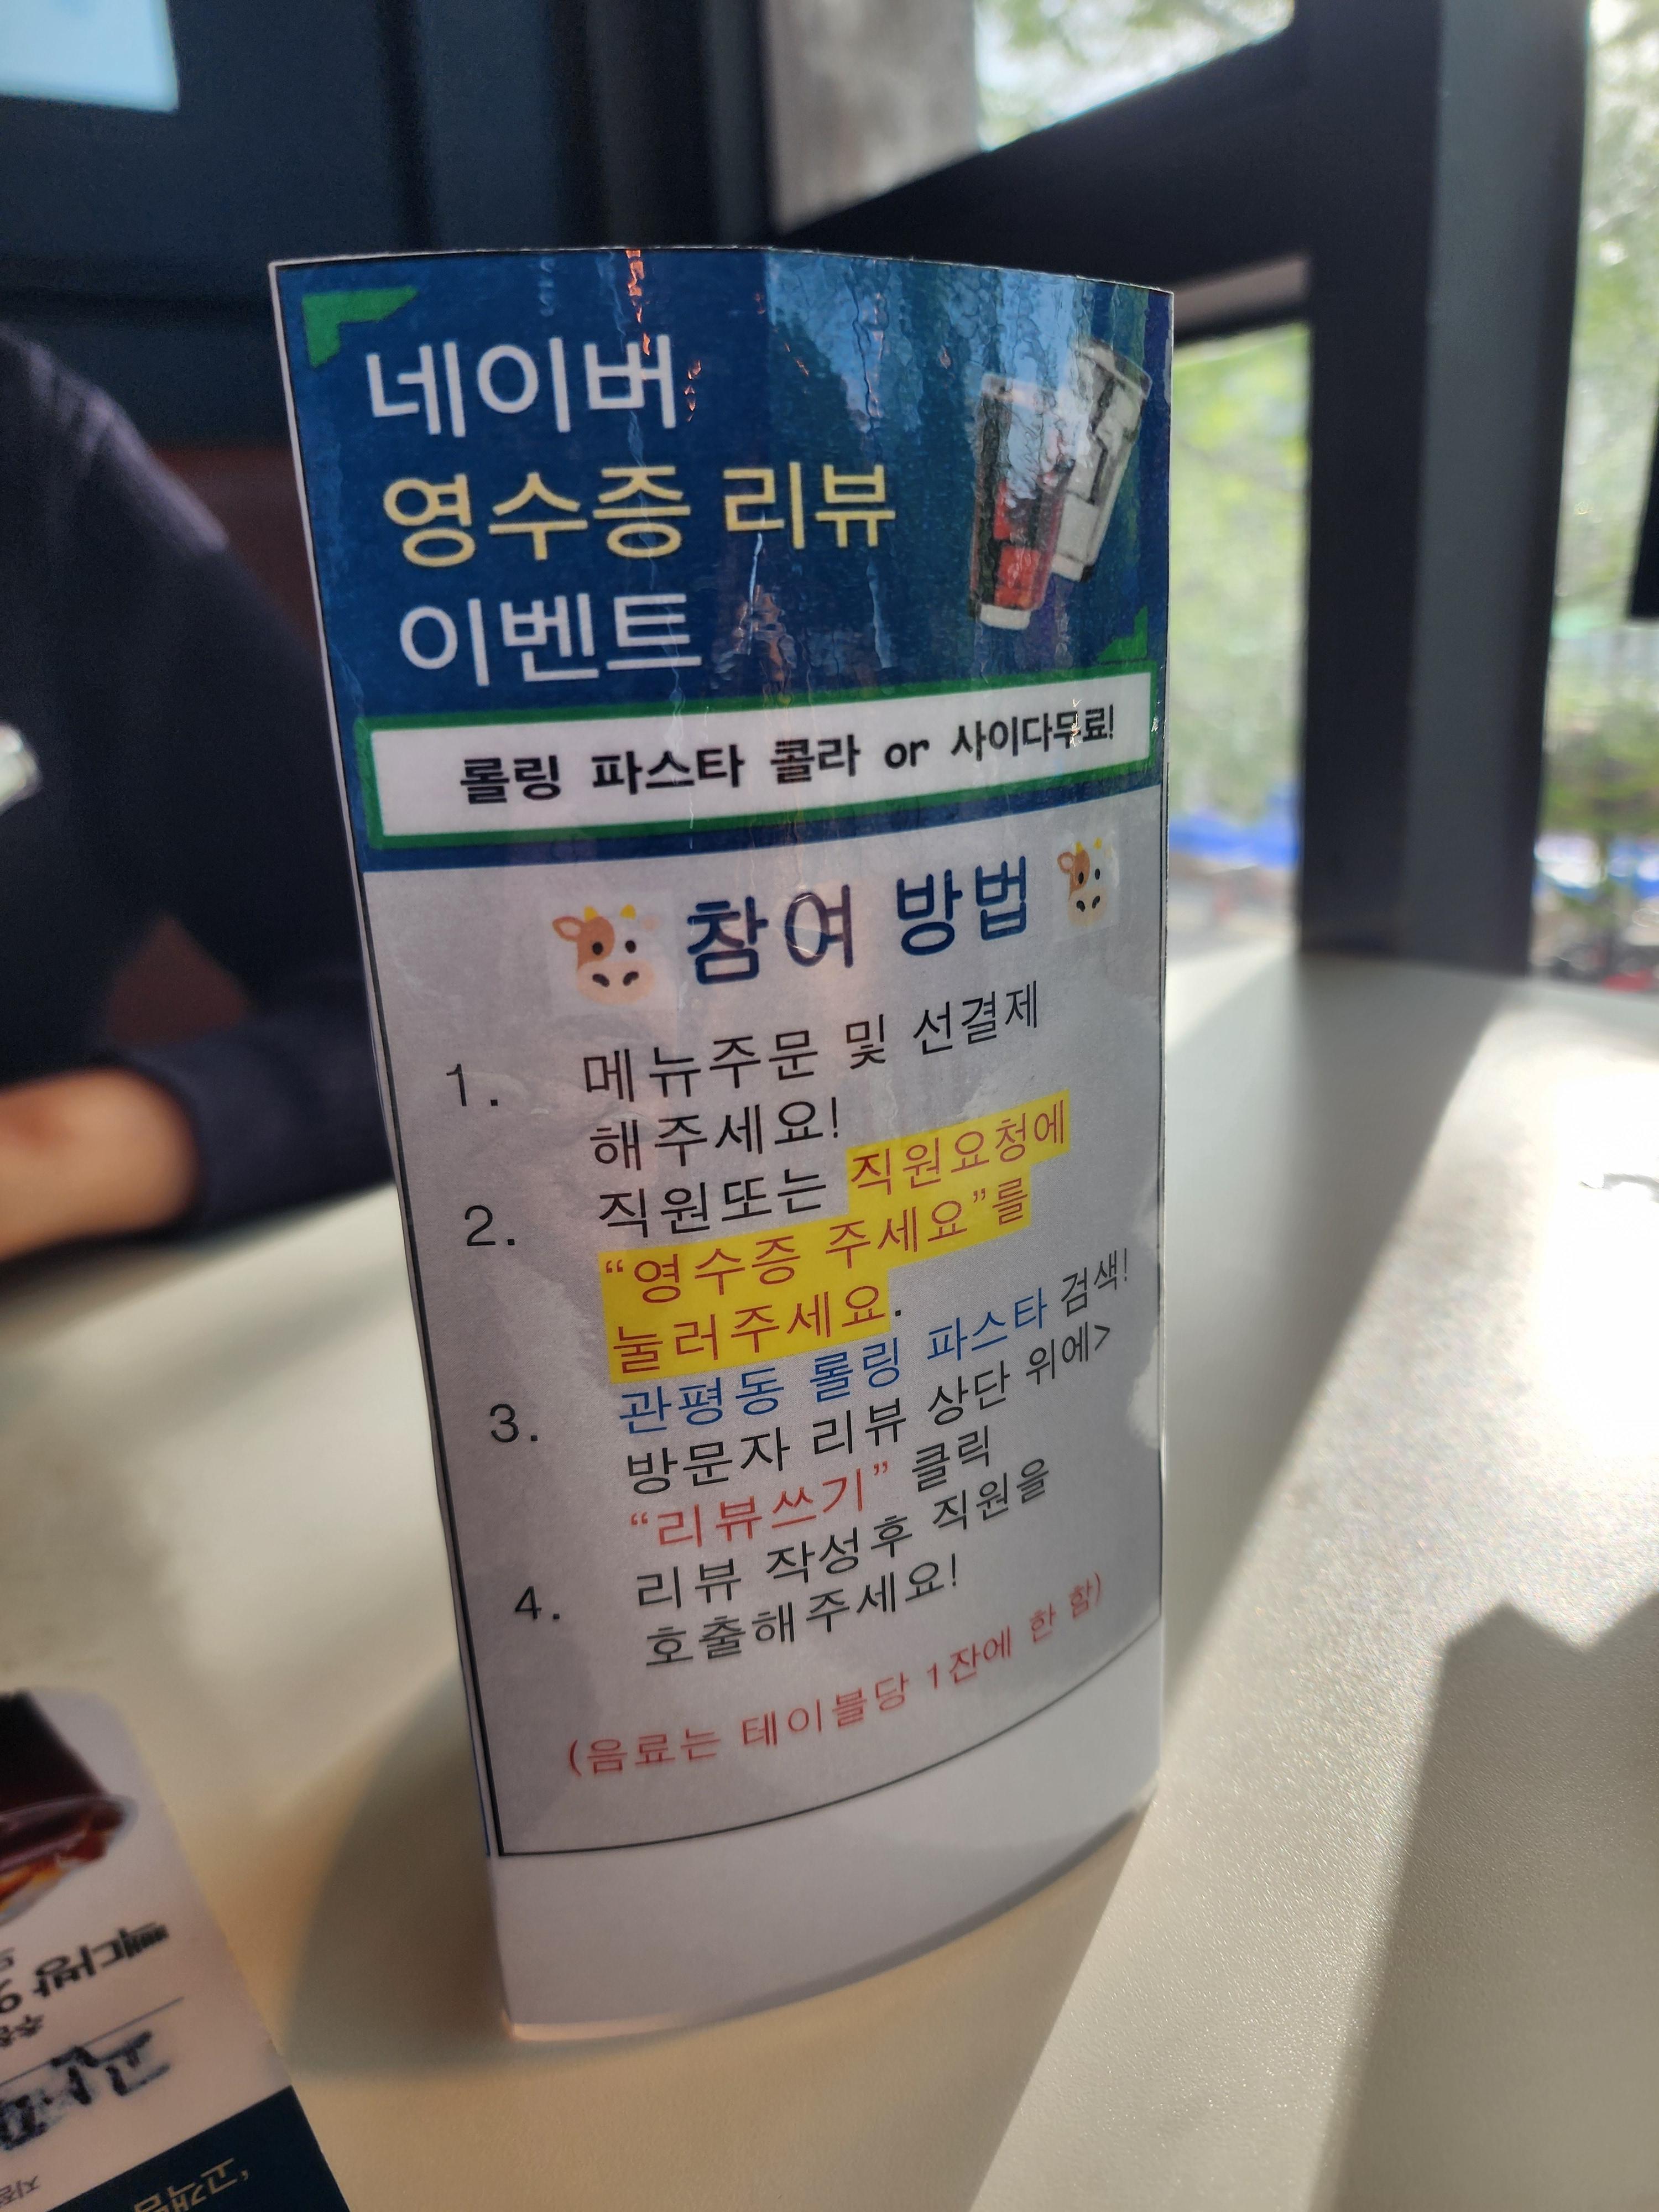 네이버
영수증 리뷰
이벤트
롤링 파스타 콜라 or 사이다무료!
참여 방법
1. 메뉴주문 및 선결제
해주세요!
2. 직원또는 직원요청에
“영수증 주세요”를
눌러주세요.
3. 관평동 롤링 파스타 검색!
방문자 리뷰 상단 위에>
“리뷰쓰기” 클릭
4. 리뷰 작성후 직원을
호출해주세요!
(음료는 테이블당 1잔에 한 함)
빽다방